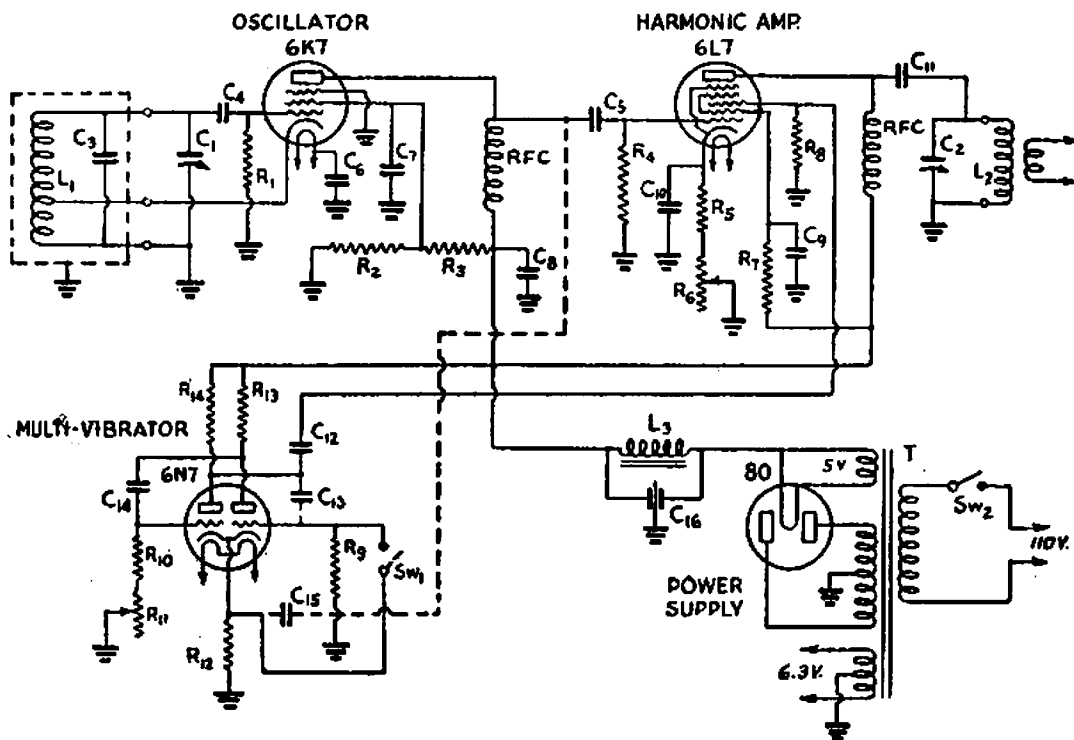 OSCILLATOR
6K7
HARMONIC AMP.
6L7
C4
C3
L1
C1
R1
C6
C7
RFC
C5
R4
C10
R5
R6
R7
R8
C9
RFC
C11
C2
L2
R2
R3
C8
R14
R13
MULTI-VIBRATOR
6N7
C12
C13
C14
R10
R11
R12
C15
R9
SW1
L3
C16
80
5V
T
SW2
110V.
POWER
SUPPLY
6.3V.